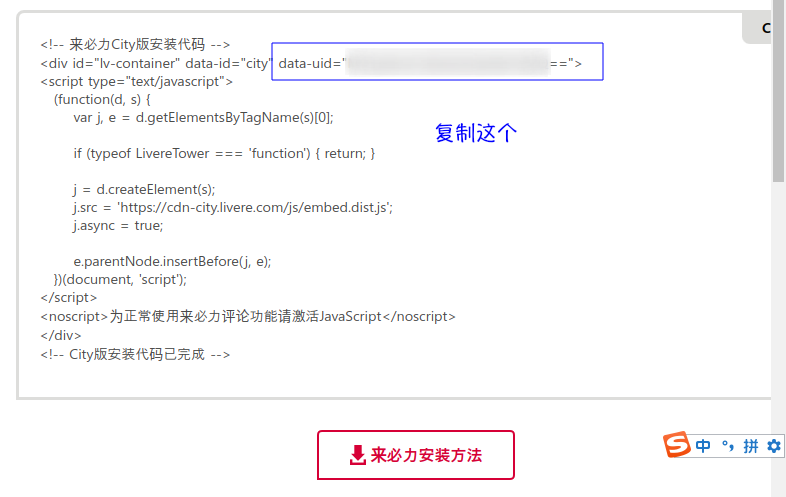 C
<!-- 来必力City版安装代码 -->
<div id="lv-container" data-id="city" data-uid="==">
<script type="text/javascript">
(function(d, s) {
var j, e = d.getElementsByTagName(s)[0];
复制这个
if (typeof LivereTower === 'function') { return; }
j = d.createElement(s);
j.src = 'https://cdn-city.livere.com/js/embed.dist.js';
j.async = true;
e.parentNode.insertBefore(j, e);
})(document, 'script');
</script>
<noscript>为正常使用来必力评论功能请激活JavaScript</noscript>
</div>
<!-- City版安装代码已完成 -->
来必力安装方法
S 中 °, 拼